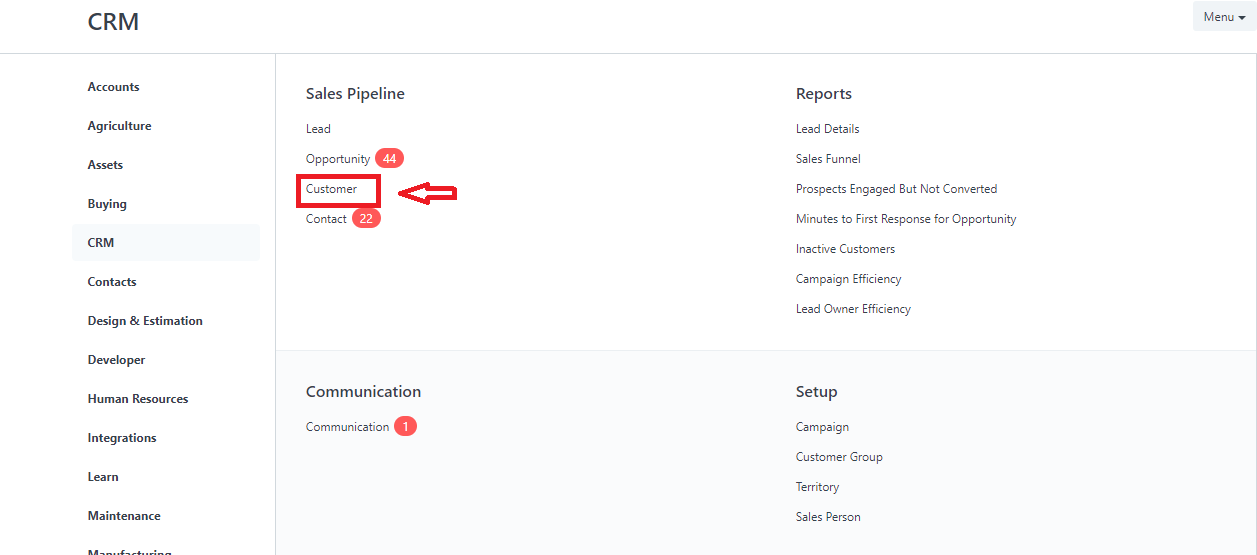 CRM
Menu
Accounts
Agriculture
Assets
Buying
CRM
Contacts
Design & Estimation
Developer
Human Resources
Integrations
Learn
Maintenance
Manufacturing
Sales Pipeline
Lead
Opportunity 44
Customer
Contact 22
Reports
Lead Details
Sales Funnel
Prospects Engaged But Not Converted
Minutes to First Response for Opportunity
Inactive Customers
Campaign Efficiency
Lead Owner Efficiency
Communication
Communication 1
Setup
Campaign
Customer Group
Territory
Sales Person